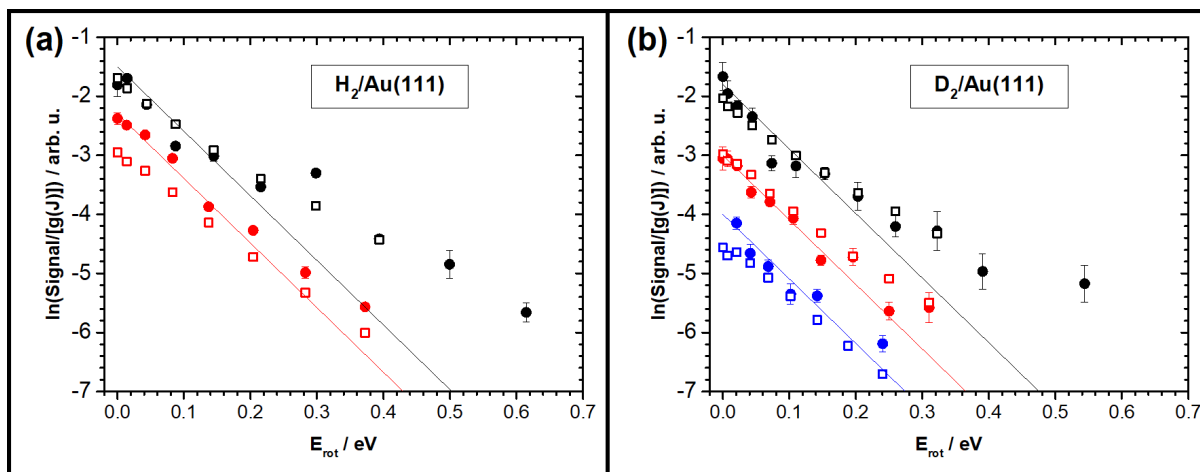 (a)
H₂/Au(111)
ln(Signal/[g(J)]) / arb. u.
-1
-2
-3
-4
-5
-6
-7
0.0 0.1 0.2 0.3 0.4 0.5 0.6 0.7
E_rot / eV
(b)
D₂/Au(111)
ln(Signal/[g(J)]) / arb. u.
-1
-2
-3
-4
-5
-6
-7
0.0 0.1 0.2 0.3 0.4 0.5 0.6 0.7
E_rot / eV